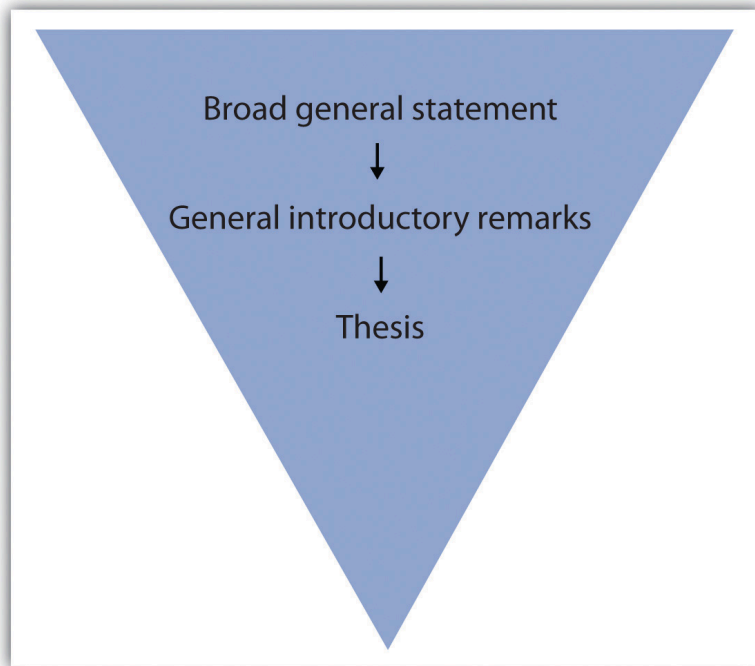 Broad general statement
General introductory remarks
Thesis